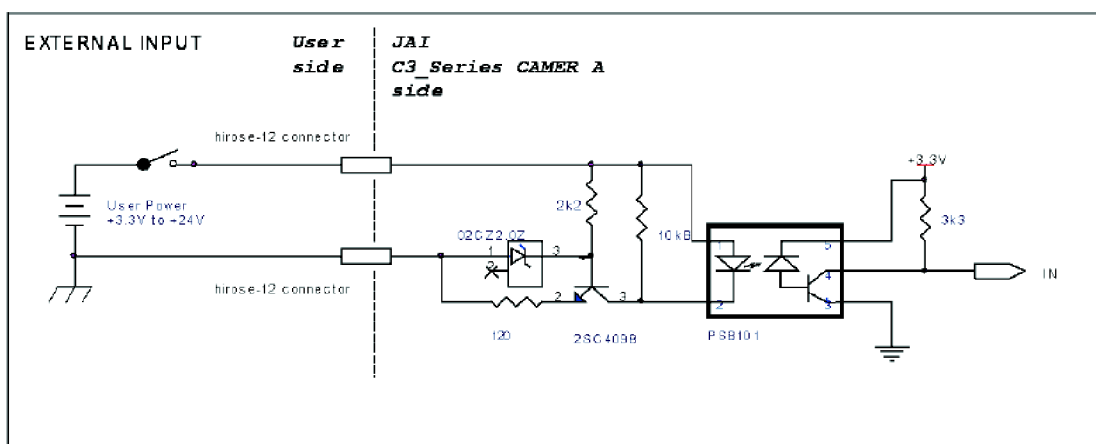 EXTERNAL INPUT
User
side
JAI
C3_Series CAMER A
side
hirose-12 connector
+3.3V
User Power
+3.3V to +24V
2k2
3k3
02CZ2.0Z
1
3
2
10kB
1
5
4
IN
hirose-12 connector
2
3
2
3
120
2SC4098
PS8101